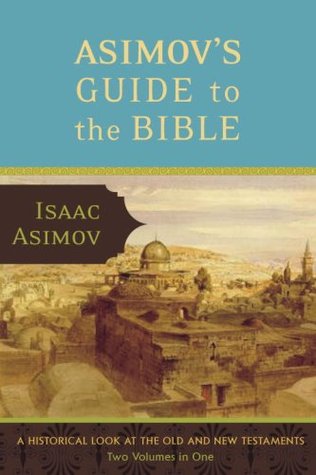 ASIMOV'S
GUIDE to
the BIBLE
ISAAC
ASIMOV
A HISTORICAL LOOK AT THE OLD AND NEW TESTAMENTS
Two Volumes in One